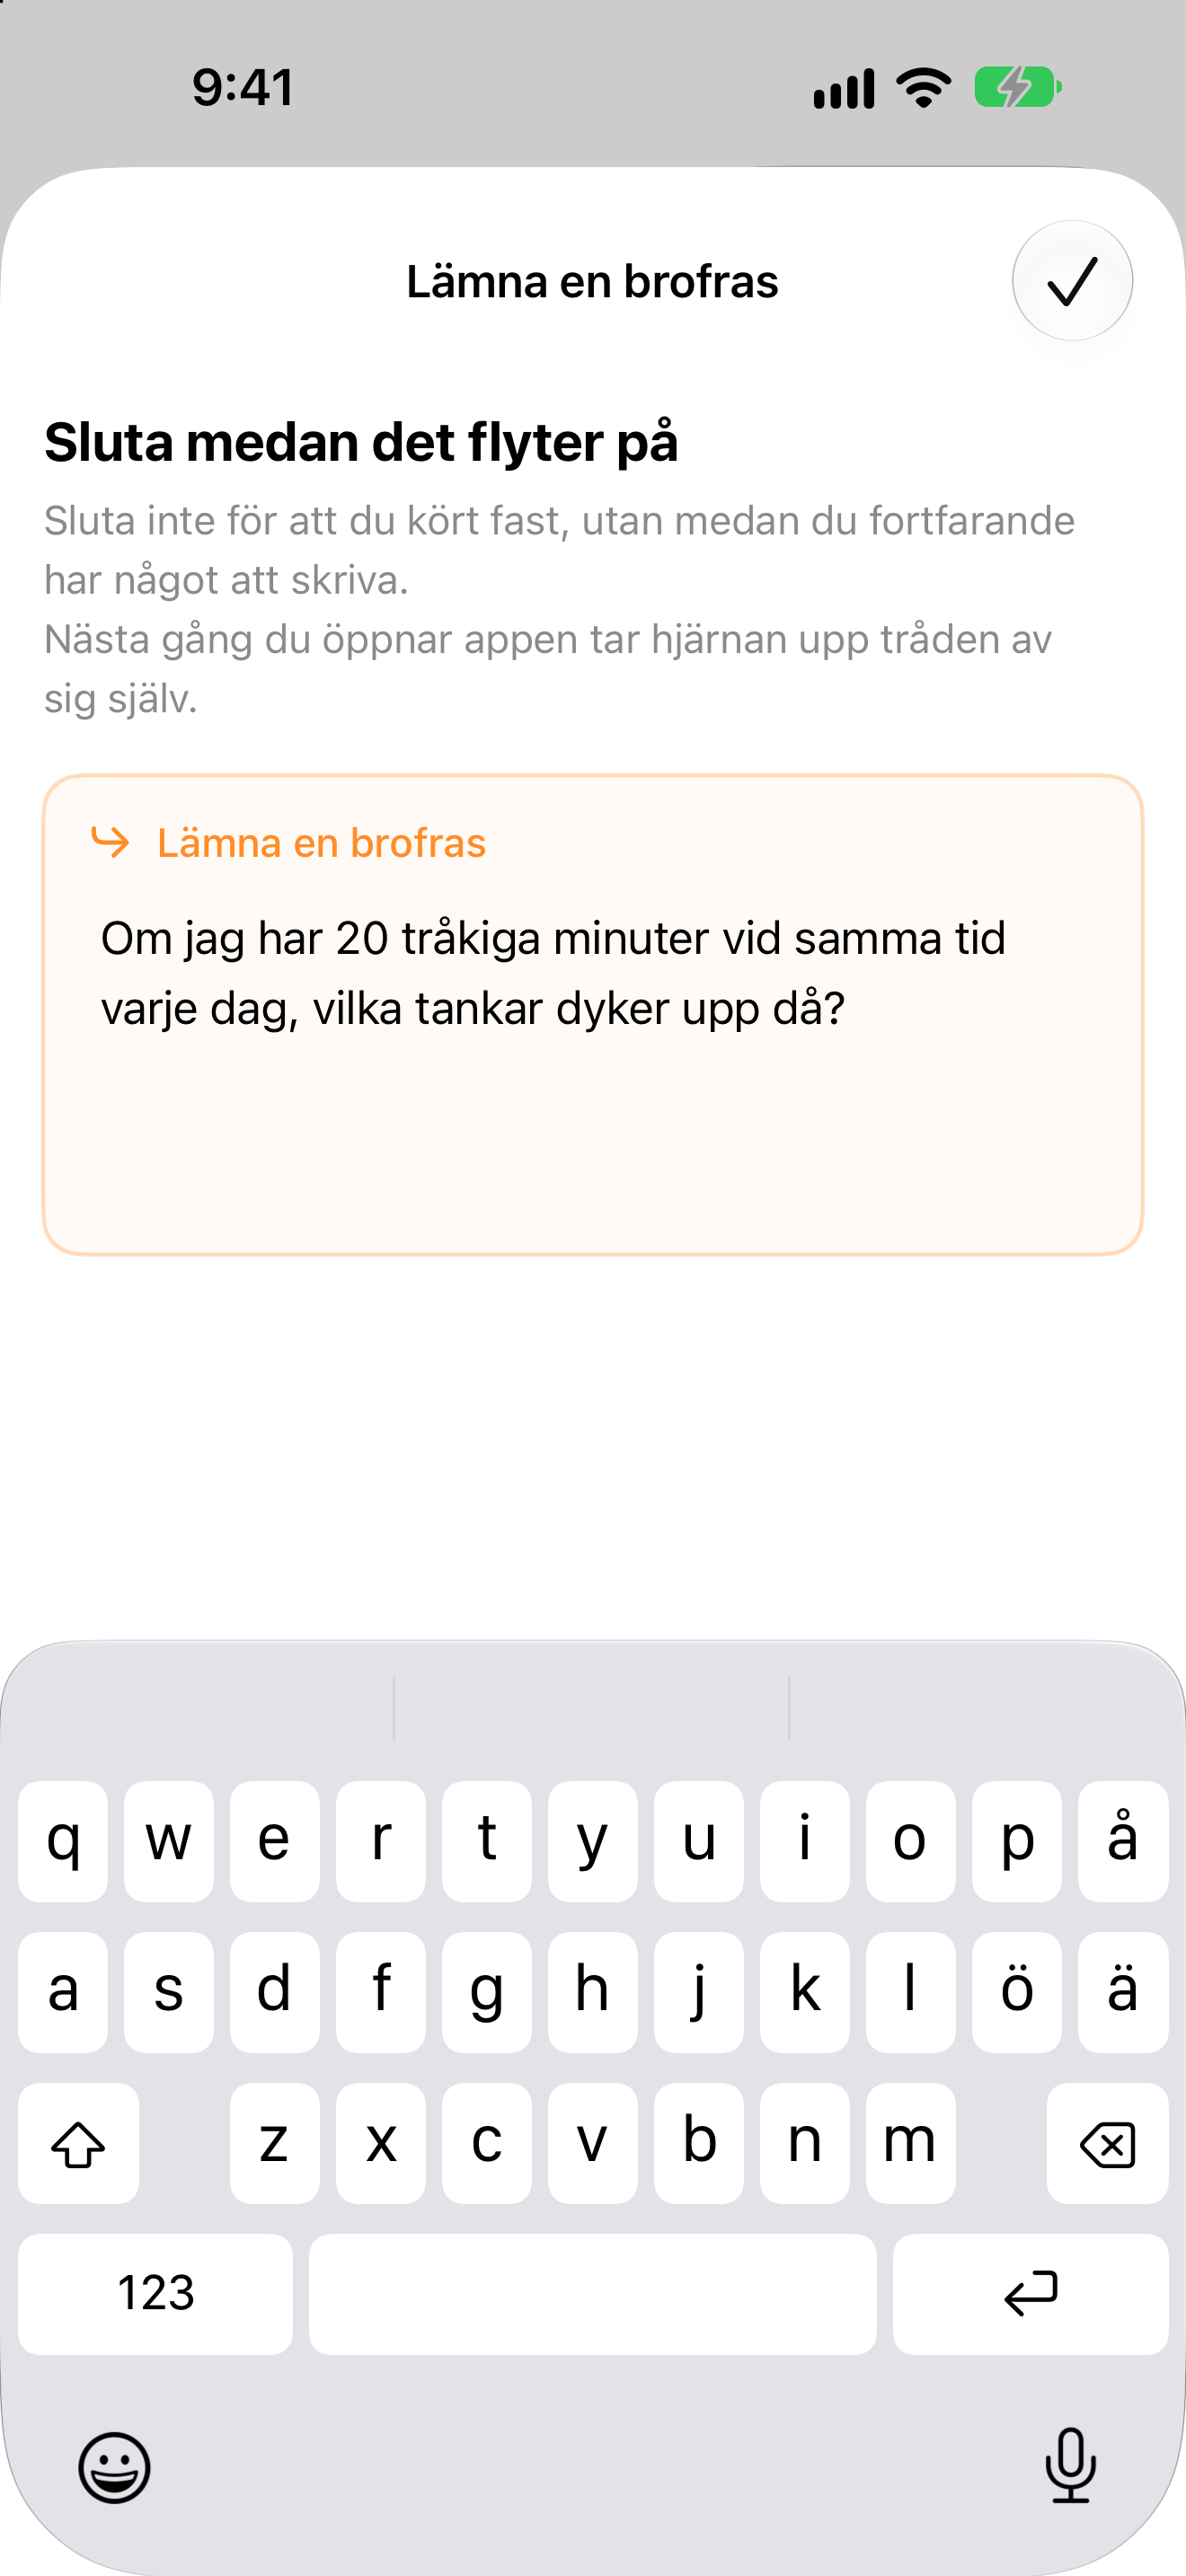 9:41
Lämna en brofras
Sluta medan det flyter på
Sluta inte för att du kört fast, utan medan du fortfarande
har något att skriva.
Nästa gång du öppnar appen tar hjärnan upp tråden av
sig själv.
Lämna en brofras
Om jag har 20 tråkiga minuter vid samma tid
varje dag, vilka tankar dyker upp då?
q w e r t y u i o p å
a s d f g h j k l ö ä
z x c v b n m
123